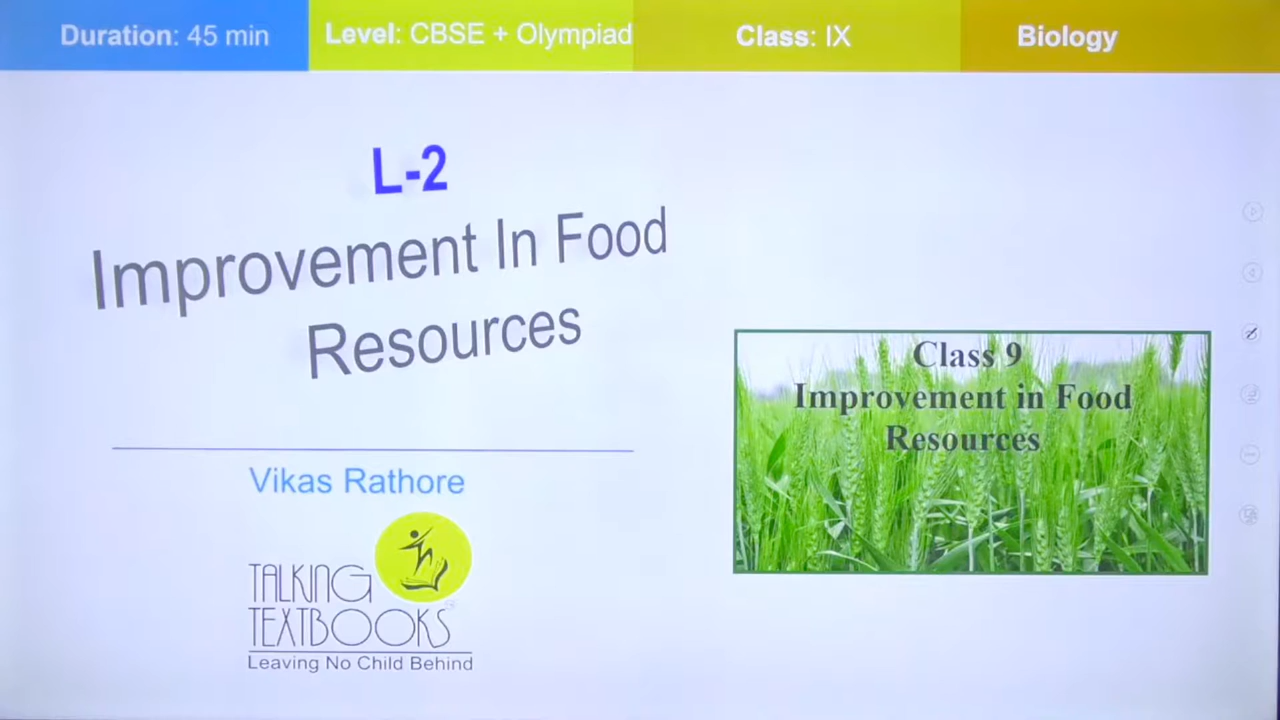 Duration: 45 min
Level: CBSE + Olympiad
Class: IX
Biology
L-2
Improvement In Food
Resources
Class 9
Improvement in Food
Resources
Vikas Rathore
TALKING
TEXTBOOKS
Leaving No Child Behind